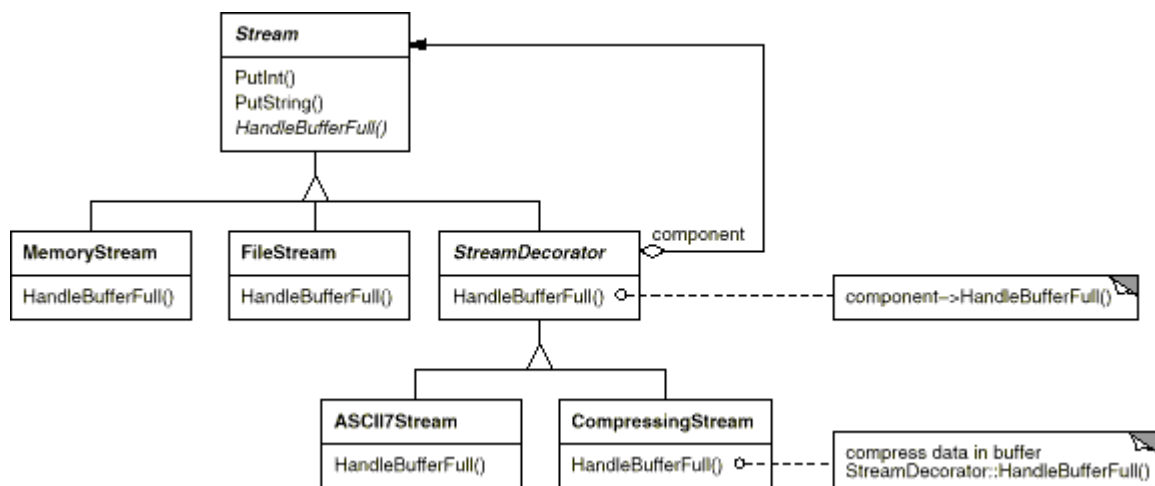 Stream
PutInt()
PutString()
HandleBufferFull()
MemoryStream
HandleBufferFull()
FileStream
HandleBufferFull()
StreamDecorator
HandleBufferFull()
component
component–>HandleBufferFull()
ASCII7Stream
HandleBufferFull()
CompressingStream
HandleBufferFull()
compress data in buffer
StreamDecorator::HandleBufferFull()